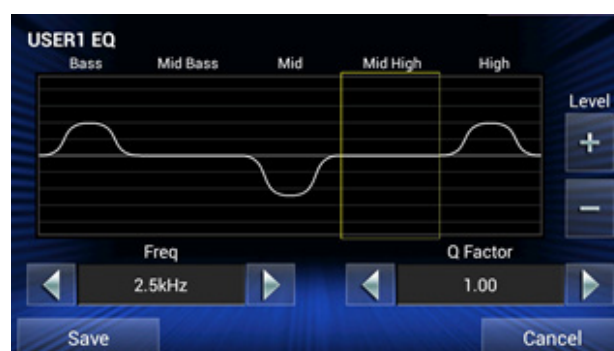 USER1 EQ
Bass Mid Bass Mid Mid High High
Level
+
−
Freq Q Factor
2.5kHz 1.00
Save Cancel